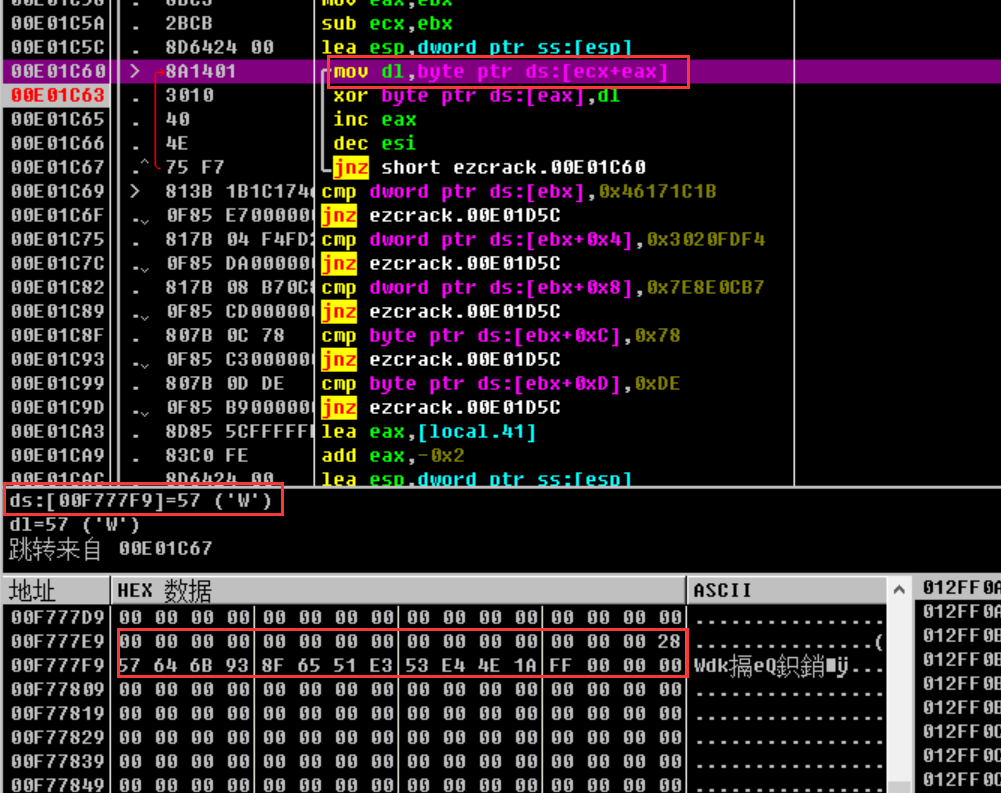 00E01C5A . 2BCB sub ecx,ebx
00E01C5C . 8D6424 00 lea esp,dword ptr ss:[esp]
00E01C60 > 8A1401 mov dl,byte ptr ds:[ecx+eax]
00E01C63 . 3010 xor byte ptr ds:[eax],dl
00E01C65 . 40 inc eax
00E01C66 . 4E dec esi
00E01C67 .^ 75 F7 jnz short ezcrack.00E01C60
00E01C69 > 813B 1B1C174 cmp dword ptr ds:[ebx],0x46171C1B
00E01C6F . 0F85 E700000 jnz ezcrack.00E01D5C
00E01C75 . 817B 04 F4FD cmp dword ptr ds:[ebx+0x4],0x3020FDF4
00E01C7C . 0F85 DA00000 jnz ezcrack.00E01D5C
00E01C82 . 817B 08 B70C cmp dword ptr ds:[ebx+0x8],0x7E8E0CB7
00E01C89 . 0F85 CD00000 jnz ezcrack.00E01D5C
00E01C8F . 807B 0C 78 cmp byte ptr ds:[ebx+0xC],0x78
00E01C93 . 0F85 C300000 jnz ezcrack.00E01D5C
00E01C99 . 807B 0D DE cmp byte ptr ds:[ebx+0xD],0xDE
00E01C9D . 0F85 B900000 jnz ezcrack.00E01D5C
00E01CA3 . 8D85 5CFFFFF lea eax,[local.41]
00E01CA9 . 83C0 FE add eax,-0x2
00E01CAC . 8D6424 00 lea esp,dword ptr ss:[esp]
ds:[00F777F9]=57 ('W')
dl=57 ('W')
跳转来自 00E01C67
地址 HEX 数据 ASCII 012FF0A
00F777D9 00 00 00 00 00 00 00 00 00 00 00 00 00 00 00 00 ................ 012FF0A
00F777E9 00 00 00 00 00 00 00 00 00 00 00 00 00 00 00 28 ...............( 012FF0B
00F777F9 57 64 6B 93 8F 65 51 E3 53 E4 4E 1A FF 00 00 00 Wdk搹eQ鉙銷■ÿ... 012FF0B
00F77809 00 00 00 00 00 00 00 00 00 00 00 00 00 00 00 00 ................ 012FF0B
00F77819 00 00 00 00 00 00 00 00 00 00 00 00 00 00 00 00 ................ 012FF0B
00F77829 00 00 00 00 00 00 00 00 00 00 00 00 00 00 00 00 ................ 012FF0C
00F77839 00 00 00 00 00 00 00 00 00 00 00 00 00 00 00 00 ................ 012FF0C
00F77849 00 00 00 00 00 00 00 00 00 00 00 00 00 00 00 00 ................ 012FF0C